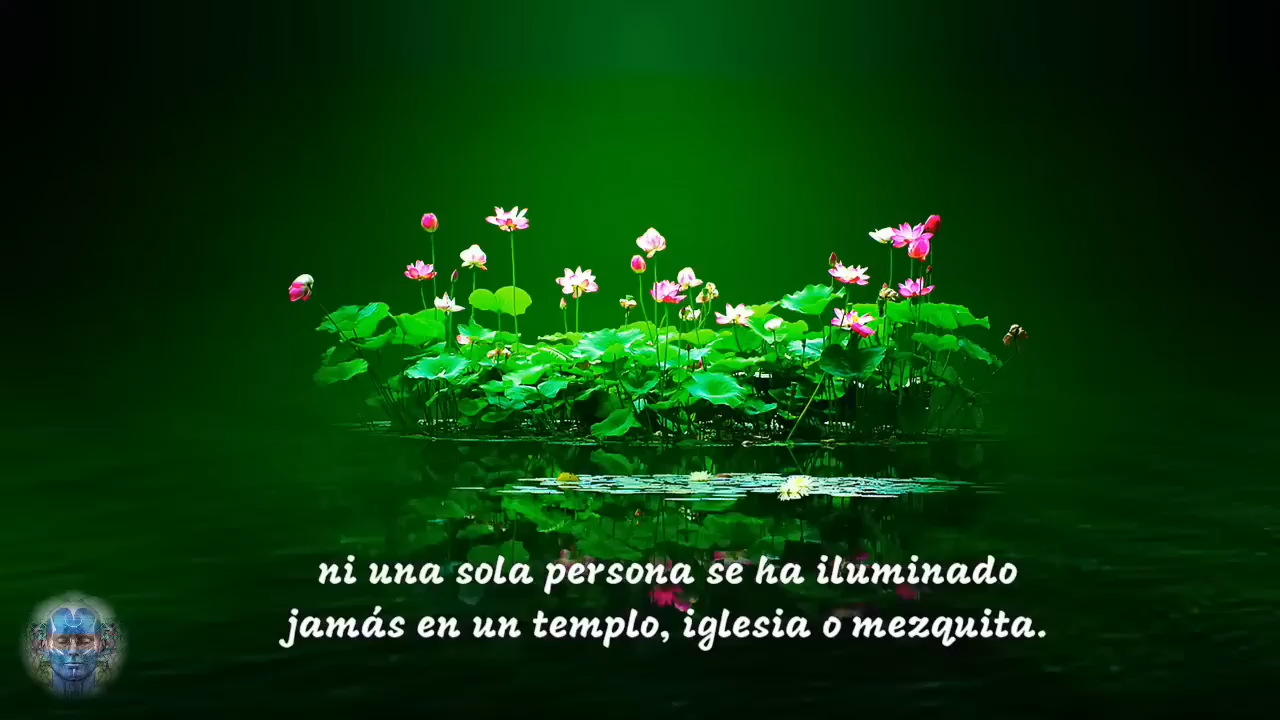 ni una sola persona se ha iluminado
jamás en un templo, iglesia o mezquita.